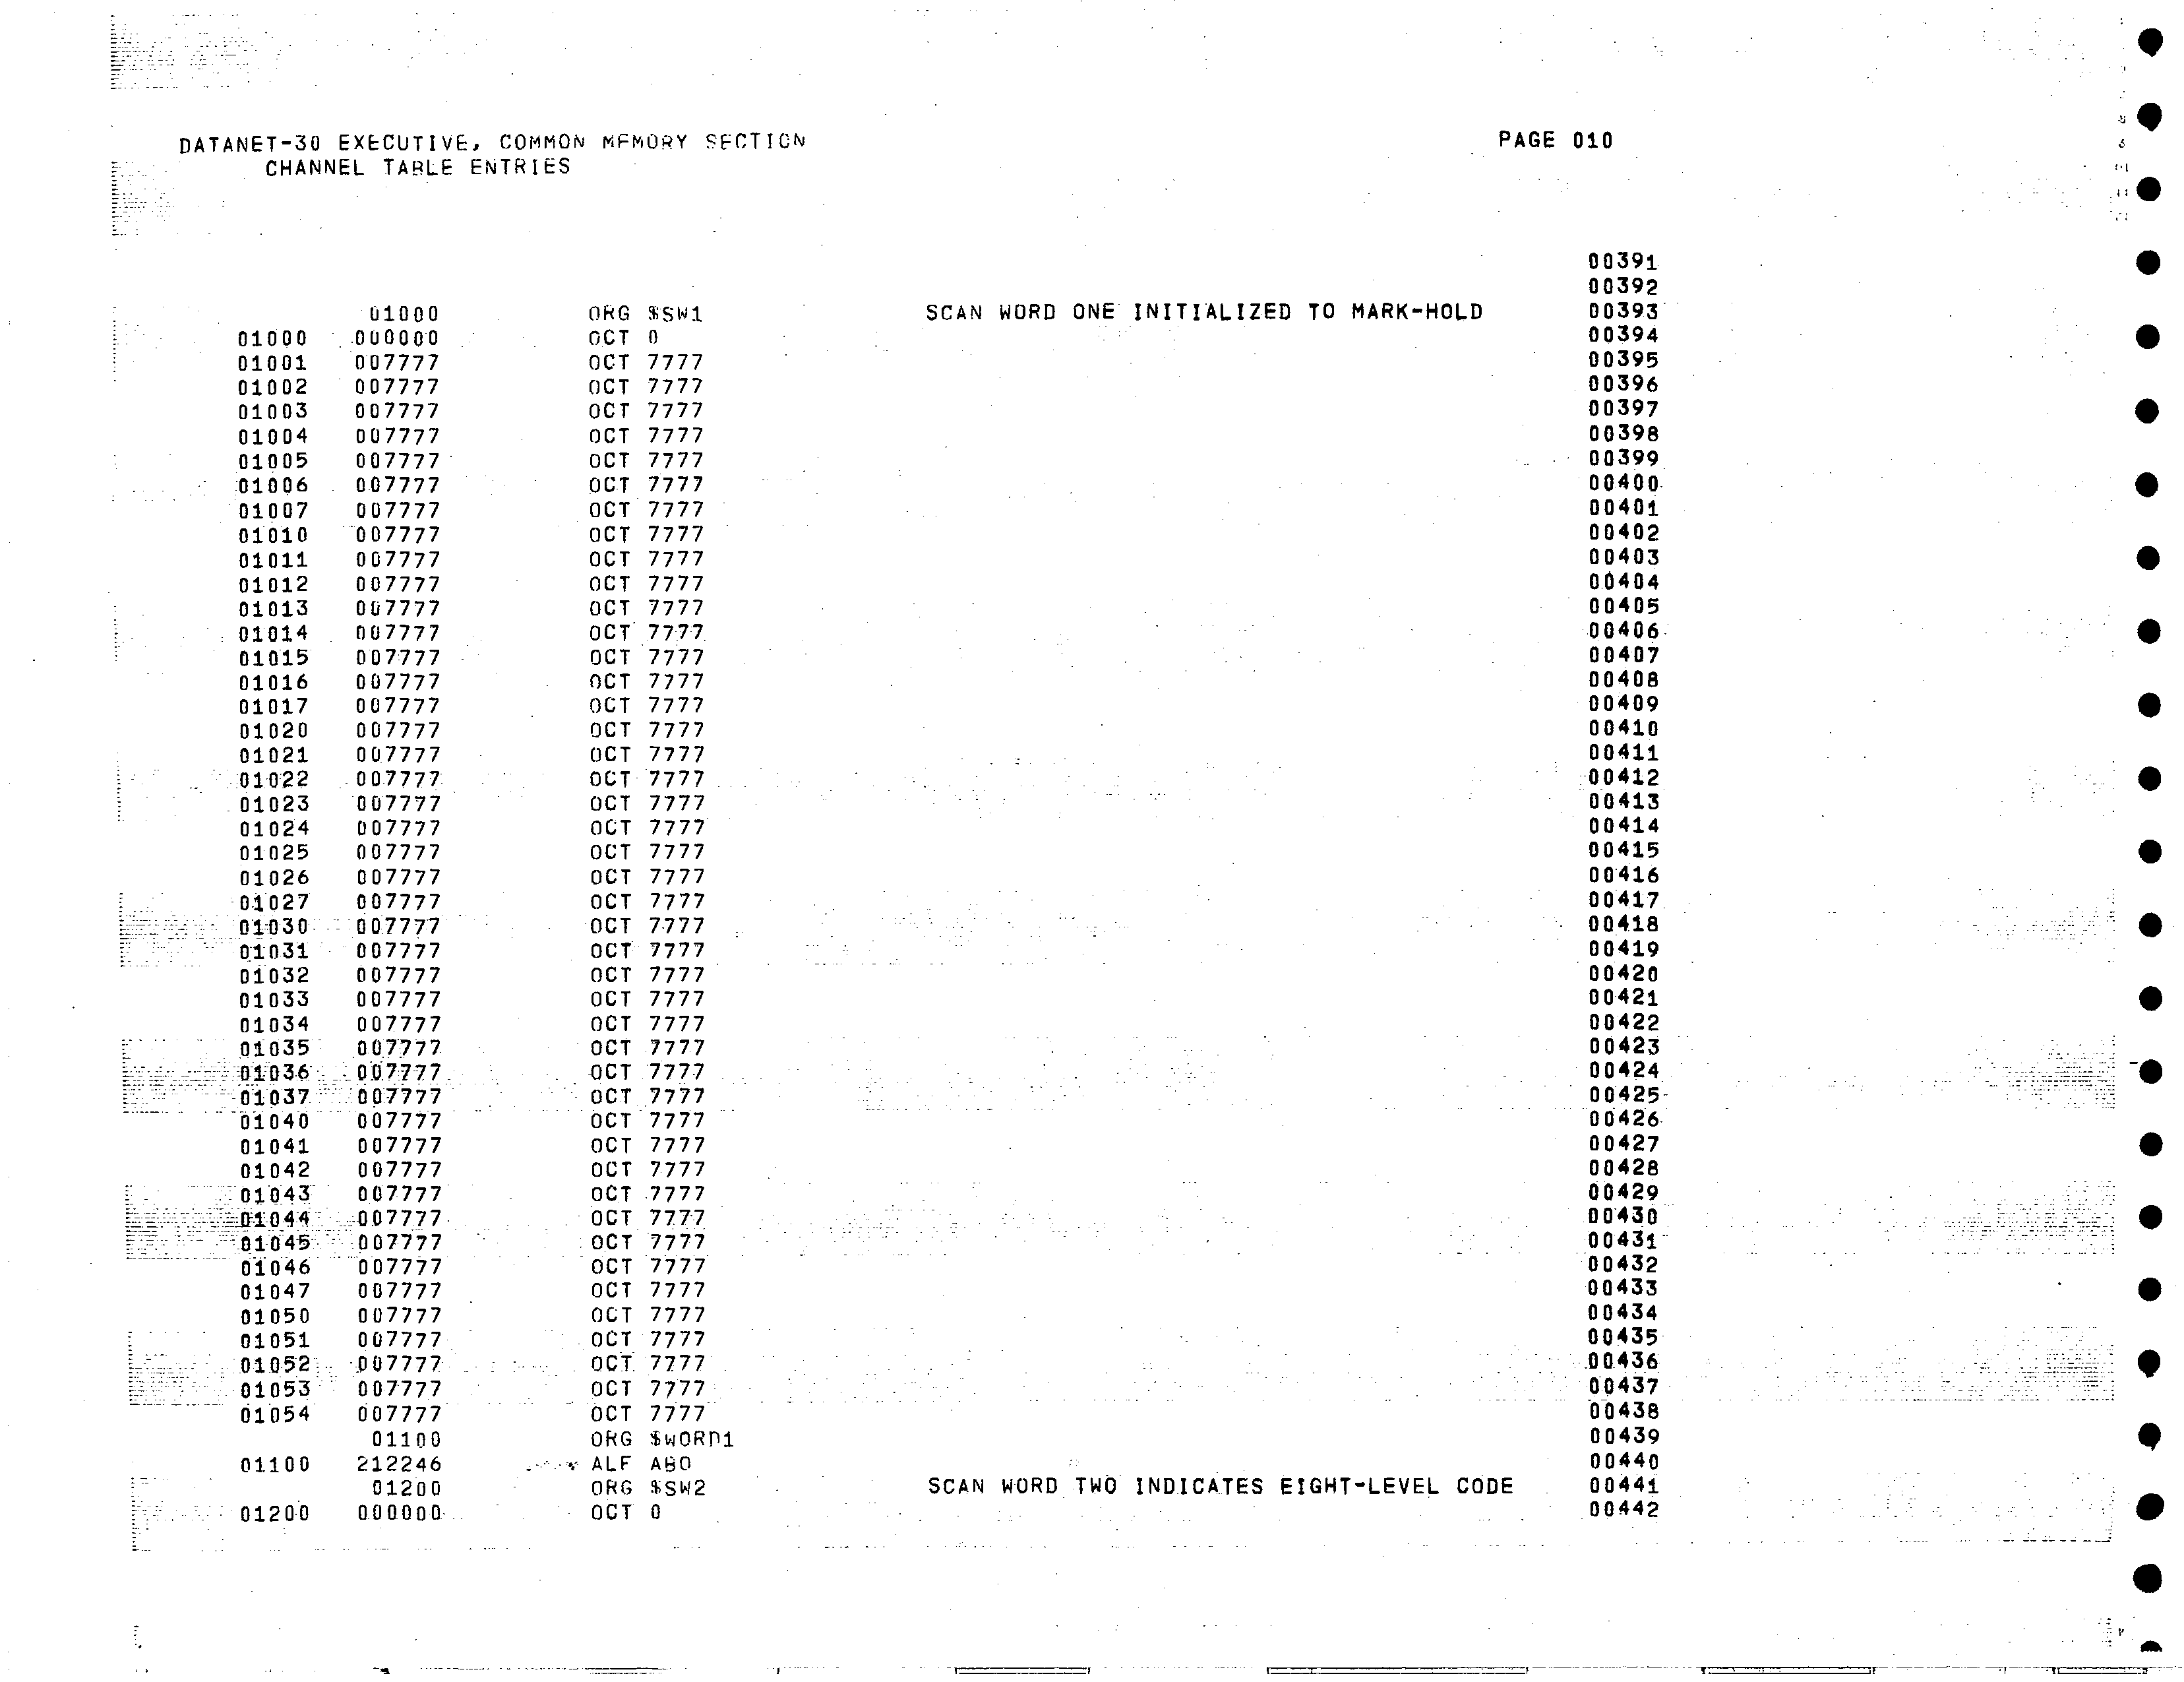 DATANET-30 EXECUTIVE, COMMON MEMORY SECTION PAGE 010
CHANNEL TABLE ENTRIES
00391
00392
01000 ORG $SW1 SCAN WORD ONE INITIALIZED TO MARK-HOLD 00393
01000 000000 OCT 0 00394
01001 007777 OCT 7777 00395
01002 007777 OCT 7777 00396
01003 007777 OCT 7777 00397
01004 007777 OCT 7777 00398
01005 007777 OCT 7777 00399
01006 007777 OCT 7777 00400
01007 007777 OCT 7777 00401
01010 007777 OCT 7777 00402
01011 007777 OCT 7777 00403
01012 007777 OCT 7777 00404
01013 007777 OCT 7777 00405
01014 007777 OCT 7777 00406
01015 007777 OCT 7777 00407
01016 007777 OCT 7777 00408
01017 007777 OCT 7777 00409
01020 007777 OCT 7777 00410
01021 007777 OCT 7777 00411
01022 007777 OCT 7777 00412
01023 007777 OCT 7777 00413
01024 007777 OCT 7777 00414
01025 007777 OCT 7777 00415
01026 007777 OCT 7777 00416
01027 007777 OCT 7777 00417
01030 007777 OCT 7777 00418
01031 007777 OCT 7777 00419
01032 007777 OCT 7777 00420
01033 007777 OCT 7777 00421
01034 007777 OCT 7777 00422
01035 007777 OCT 7777 00423
01036 007777 OCT 7777 00424
01037 007777 OCT 7777 00425
01040 007777 OCT 7777 00426
01041 007777 OCT 7777 00427
01042 007777 OCT 7777 00428
01043 007777 OCT 7777 00429
01044 007777 OCT 7777 00430
01045 007777 OCT 7777 00431
01046 007777 OCT 7777 00432
01047 007777 OCT 7777 00433
01050 007777 OCT 7777 00434
01051 007777 OCT 7777 00435
01052 007777 OCT 7777 00436
01053 007777 OCT 7777 00437
01054 007777 OCT 7777 00438
01100 ORG $WORD1 00439
01100 212246 ALF ABO 00440
01200 ORG $SW2 SCAN WORD TWO INDICATES EIGHT-LEVEL CODE 00441
01200 000000 OCT 0 00442